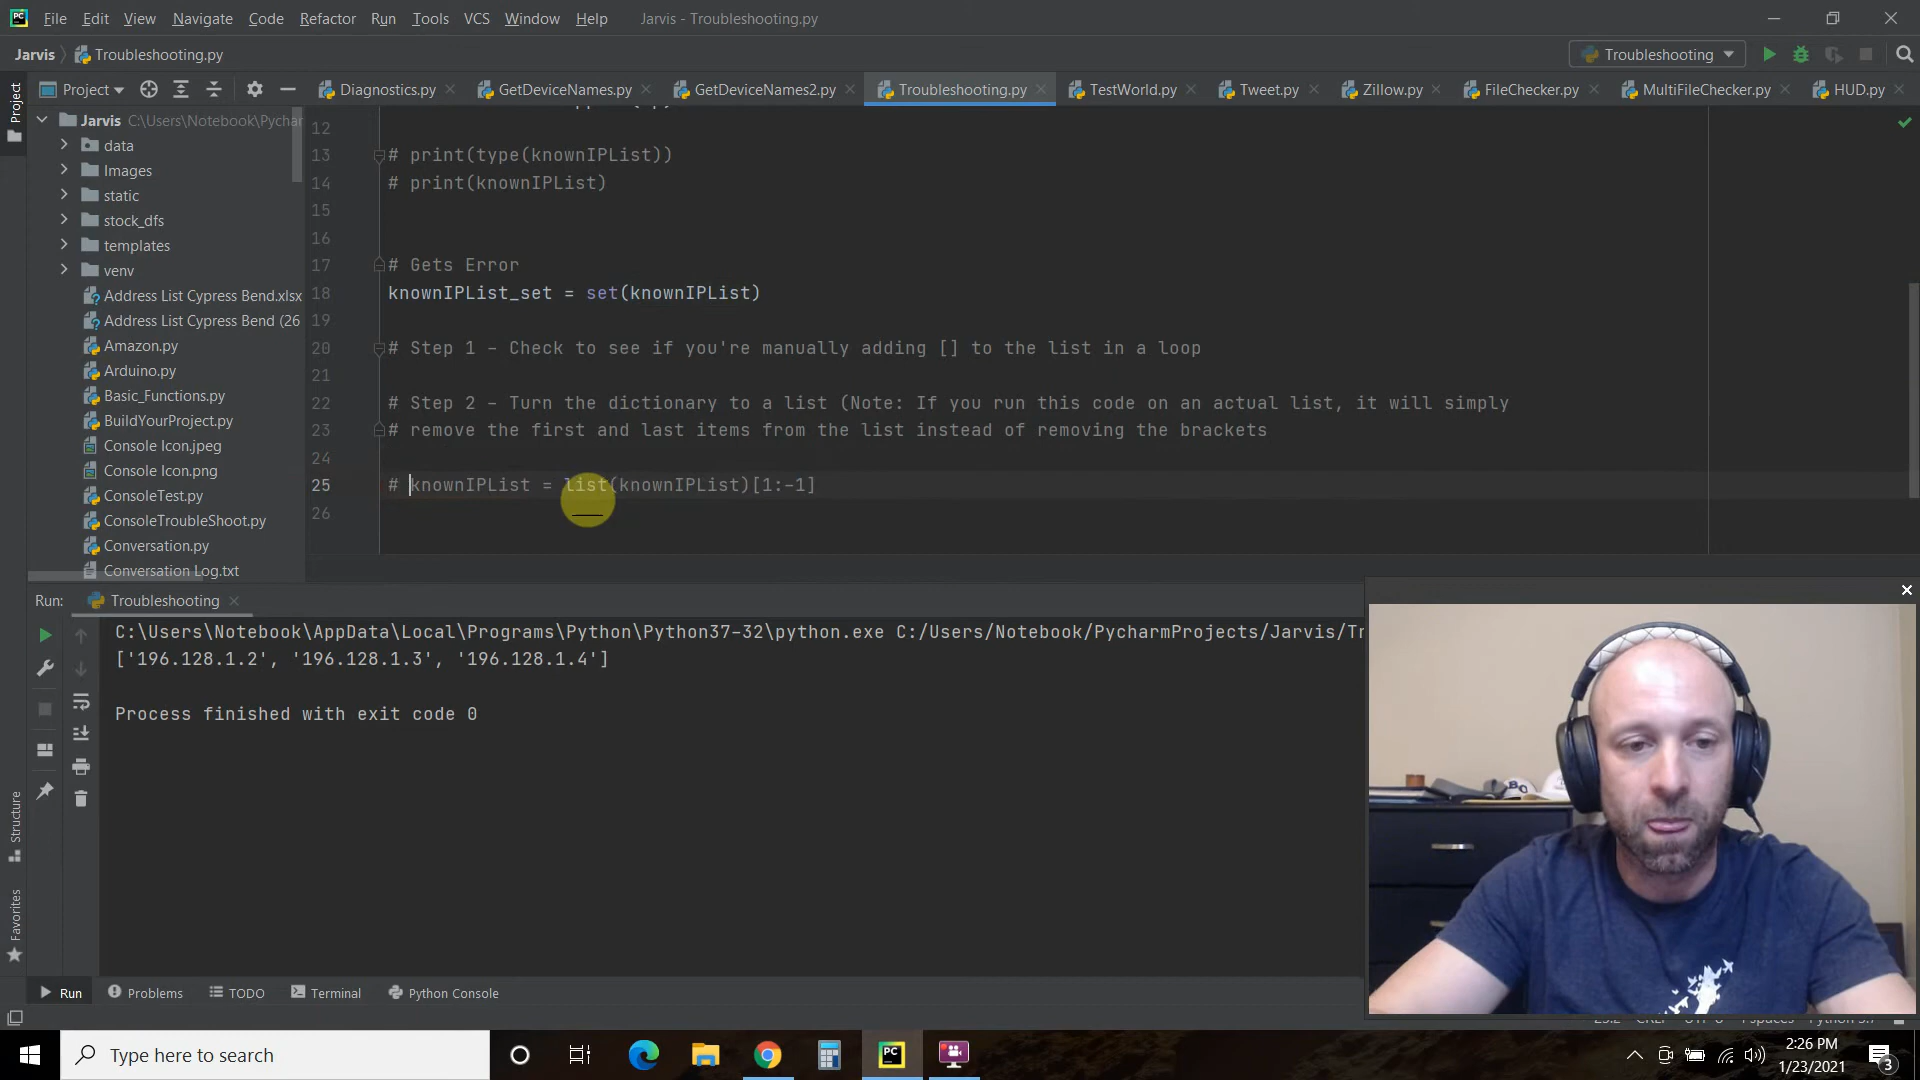 File Edit View Navigate Code Refactor Run Tools VCS Window Help Jarvis - Troubleshooting.py
Jarvis Troubleshooting.py Troubleshooting
Project Diagnostics.py GetDeviceNames.py GetDeviceNames2.py Troubleshooting.py TestWorld.py Tweet.py Zillow.py FileChecker.py MultiFileChecker.py HUD.py
Project
Jarvis C:\Users\Notebook\Pychar
data
Images
static
stock_dfs
templates
venv
Address List Cypress Bend.xlsx
Address List Cypress Bend (26
Amazon.py
Arduino.py
Basic_Functions.py
BuildYourProject.py
Console Icon.jpeg
Console Icon.png
ConsoleTest.py
ConsoleTroubleShoot.py
Conversation.py
Conversation Log.txt
12
13 # print(type(knownIPList))
14 # print(knownIPList)
15
16
17 # Gets Error
18 knownIPList_set = set(knownIPList)
19
20 # Step 1 - Check to see if you're manually adding [] to the list in a loop
21
22 # Step 2 - Turn the dictionary to a list (Note: If you run this code on an actual list, it will simply
23 # remove the first and last items from the list instead of removing the brackets
24
25 # knownIPList = list(knownIPList)[1:-1]
26
Run: Troubleshooting
C:\Users\Notebook\AppData\Local\Programs\Python\Python37-32\python.exe C:/Users/Notebook/PycharmProjects/Jarvis/Tr
['196.128.1.2', '196.128.1.3', '196.128.1.4']
Process finished with exit code 0
Structure
Favorites
Run Problems TODO Terminal Python Console
Type here to search
2:26 PM
1/23/2021
3